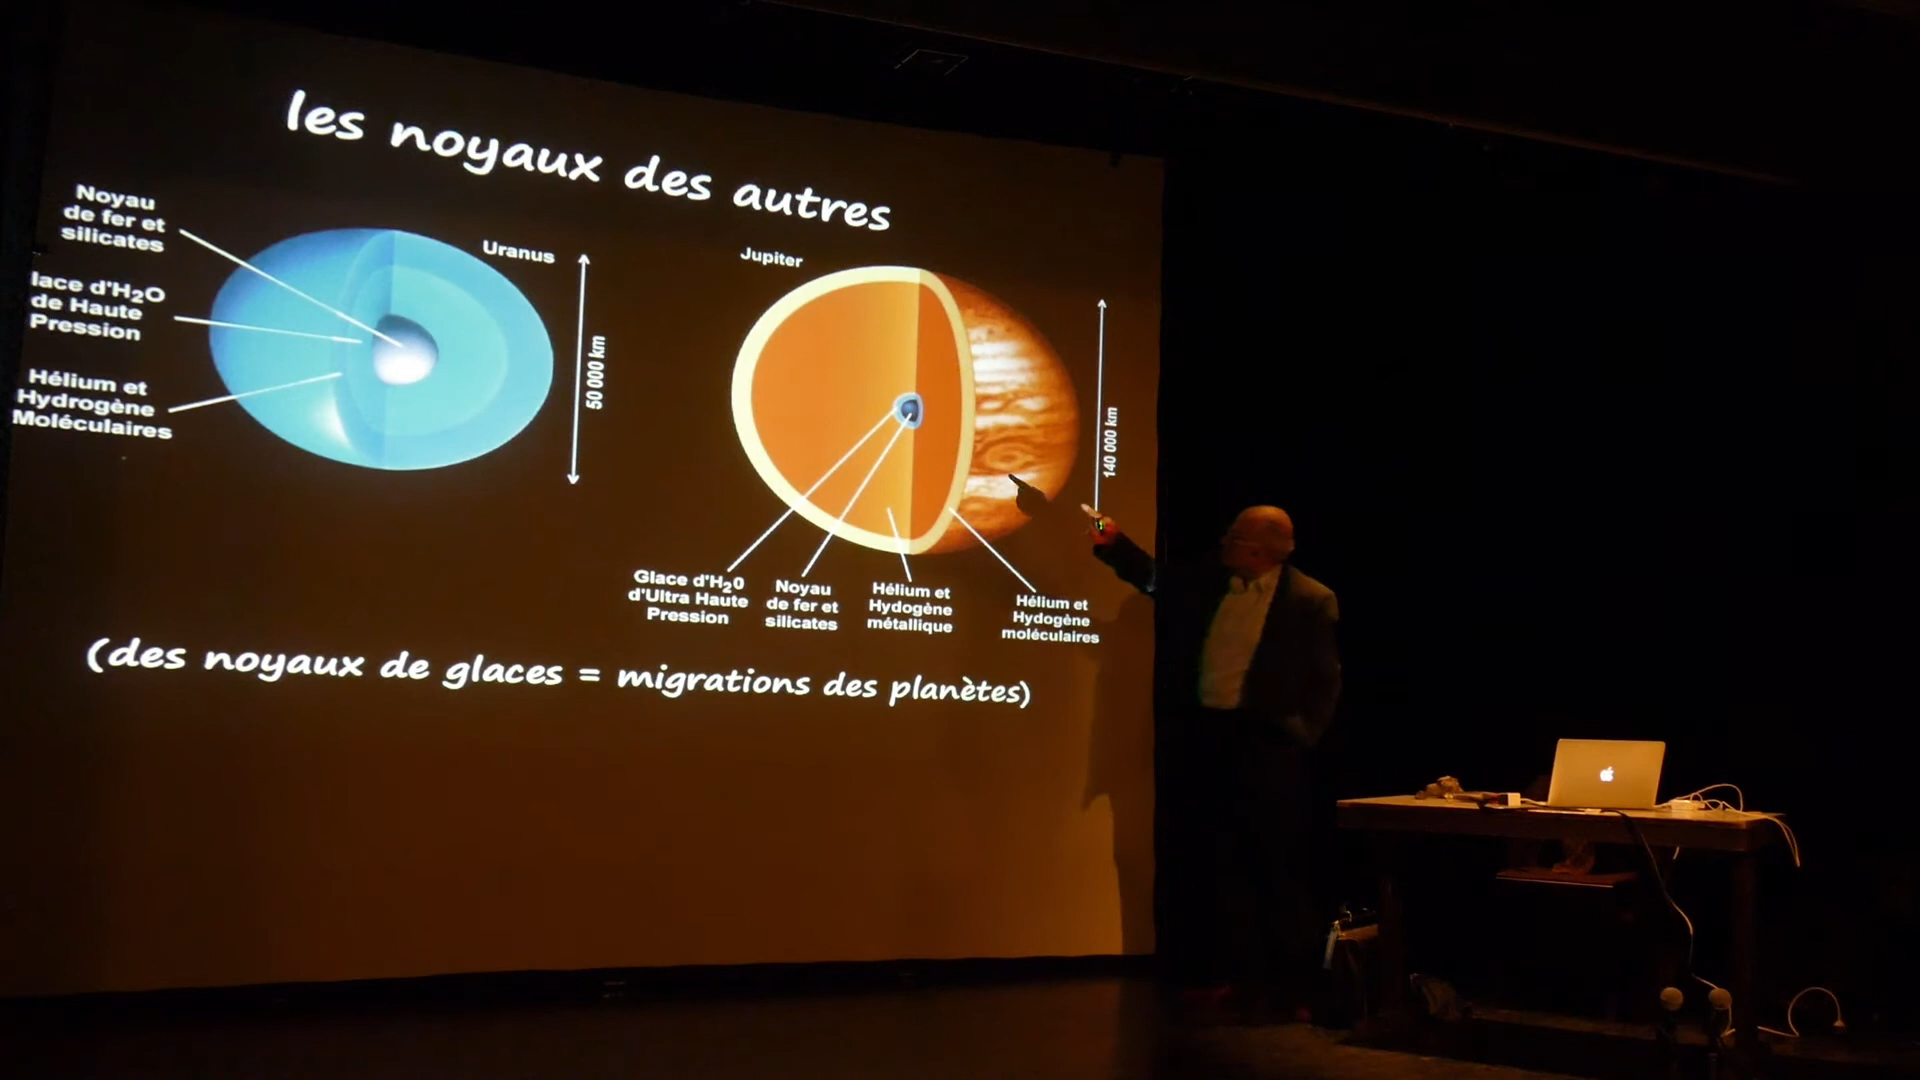 les noyaux des autres
Noyau
de fer et
silicates
lace d'H₂O
de Haute
Pression
Hélium et
Hydrogène
Moléculaires
Uranus
50 000 km
Jupiter
140 000 km
Glace d'H₂0
d'Ultra Haute
Pression
Noyau
de fer et
silicates
Hélium et
Hydogène
métallique
Hélium et
Hydogène
moléculaires
(des noyaux de glaces = migrations des planètes)